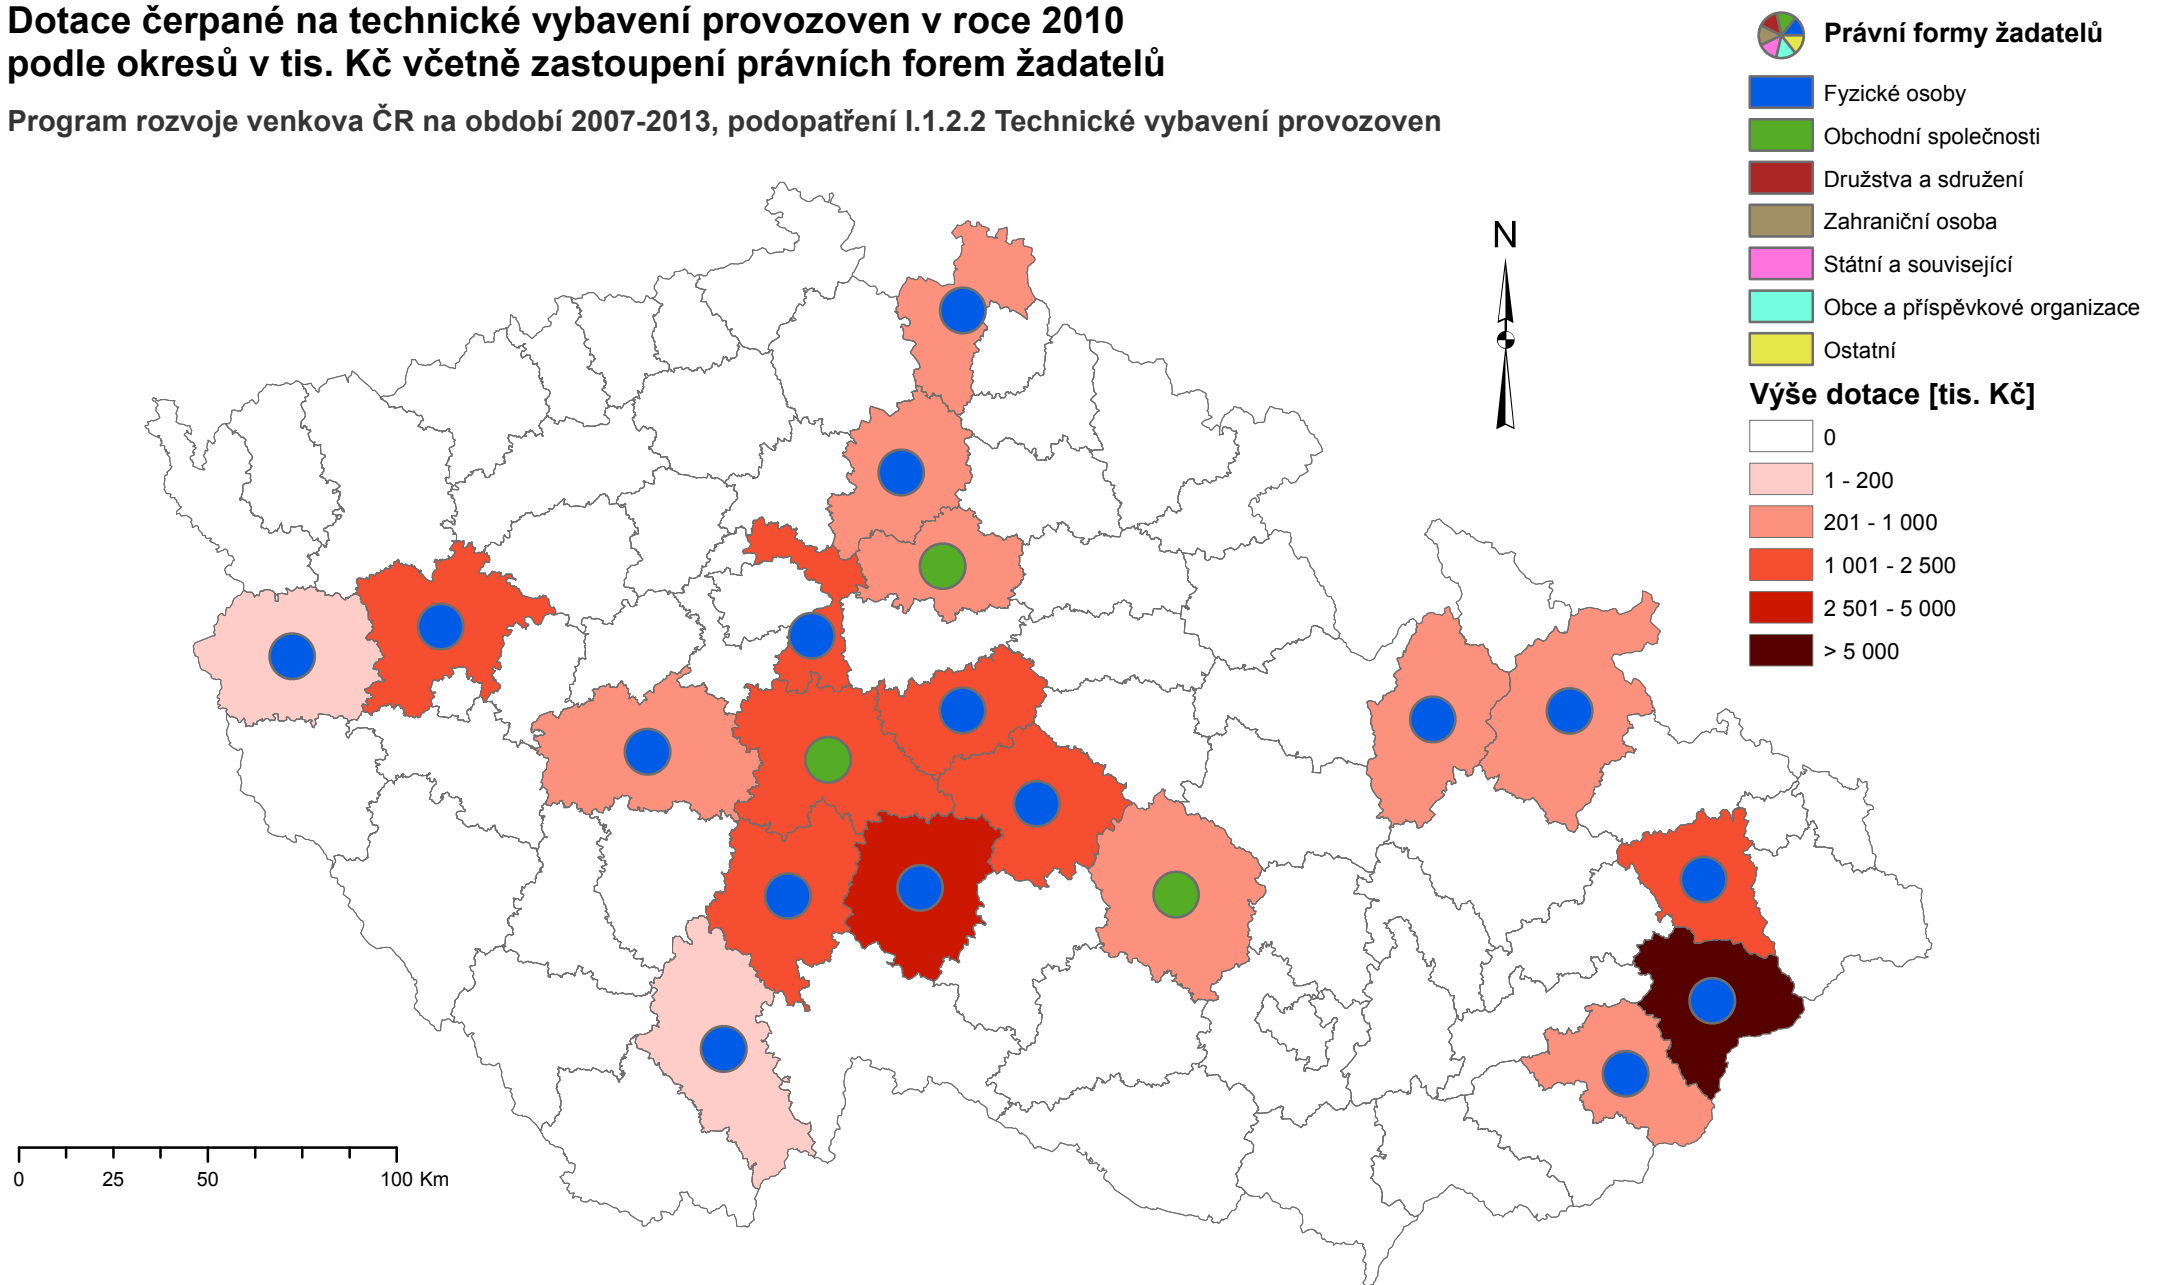 Dotace čerpané na technické vybavení provozoven v roce 2010
podle okresů v tis. Kč včetně zastoupení právních forem žadatelů
Program rozvoje venkova ČR na období 2007-2013, podopatření I.1.2.2 Technické vybavení provozoven
Právní formy žadatelů
Fyzické osoby
Obchodní společnosti
Družstva a sdružení
Zahraniční osoba
Státní a související
Obce a příspěvkové organizace
Ostatní
Výše dotace [tis. Kč]
0
1 - 200
201 - 1 000
1 001 - 2 500
2 501 - 5 000
> 5 000
N
0 25 50 100 Km